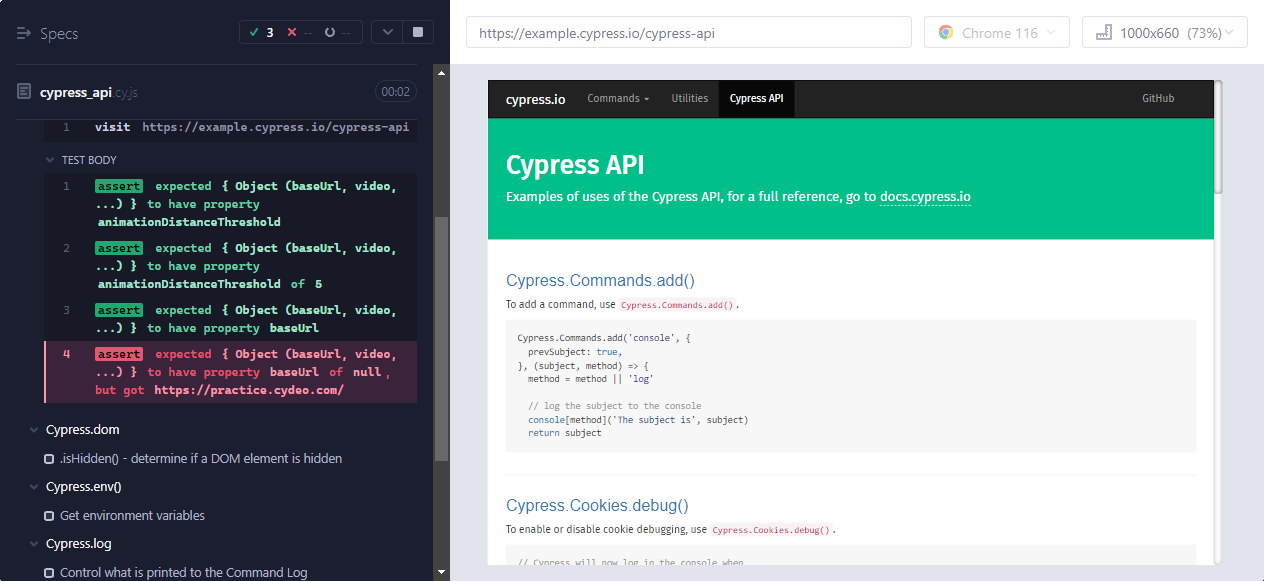 Specs
3 -- --
cypress_api.cy.js
00:02
1 visit https://example.cypress.io/cypress-api
TEST BODY
1 assert expected { Object (baseUrl, video,
...) } to have property
animationDistanceThreshold
2 assert expected { Object (baseUrl, video,
...) } to have property
animationDistanceThreshold of 5
3 assert expected { Object (baseUrl, video,
...) } to have property baseUrl
4 assert expected { Object (baseUrl, video,
...) } to have property baseUrl of null,
but got https://practice.cydeo.com/
Cypress.dom
.isHidden() - determine if a DOM element is hidden
Cypress.env()
Get environment variables
Cypress.log
Control what is printed to the Command Log
https://example.cypress.io/cypress-api
Chrome 116
1000x660 (73%)
cypress.io Commands Utilities Cypress API GitHub
Cypress API
Examples of uses of the Cypress API, for a full reference, go to docs.cypress.io
Cypress.Commands.add()
To add a command, use Cypress.Commands.add().
Cypress.Commands.add('console', {
prevSubject: true,
}, (subject, method) => {
method = method || 'log'
// log the subject to the console
console[method]('The subject is', subject)
return subject
Cypress.Cookies.debug()
To enable or disable cookie debugging, use Cypress.Cookies.debug().
// Cypress will now log in the console when